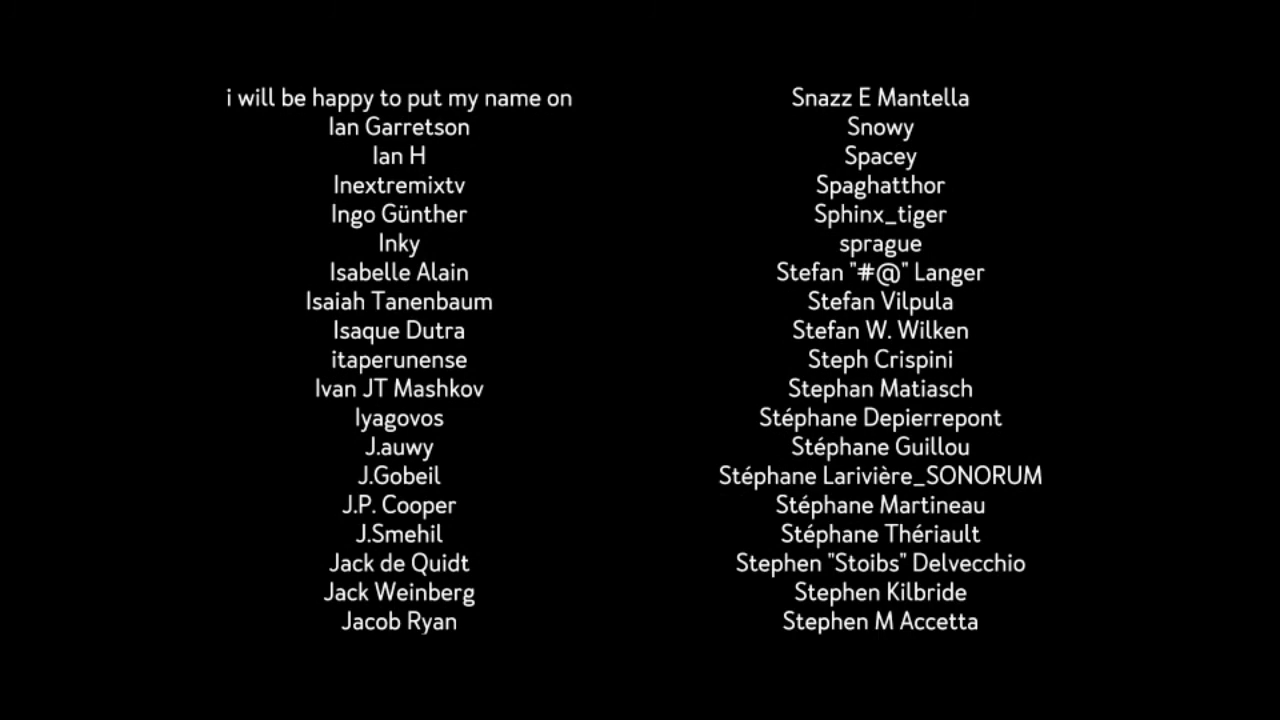 i will be happy to put my name on
Ian Garretson
Ian H
Inextremixtv
Ingo Günther
Inky
Isabelle Alain
Isaiah Tanenbaum
Isaque Dutra
itaperunense
Ivan JT Mashkov
Iyagovos
J.auwy
J.Gobeil
J.P. Cooper
J.Smehil
Jack de Quidt
Jack Weinberg
Jacob Ryan
Snazz E Mantella
Snowy
Spacey
Spaghatthor
Sphinx_tiger
sprague
Stefan "#@" Langer
Stefan Vilpula
Stefan W. Wilken
Steph Crispini
Stephan Matiasch
Stéphane Depierrepont
Stéphane Guillou
Stéphane Larivière_SONORUM
Stéphane Martineau
Stéphane Thériault
Stephen "Stoibs" Delvecchio
Stephen Kilbride
Stephen M Accetta